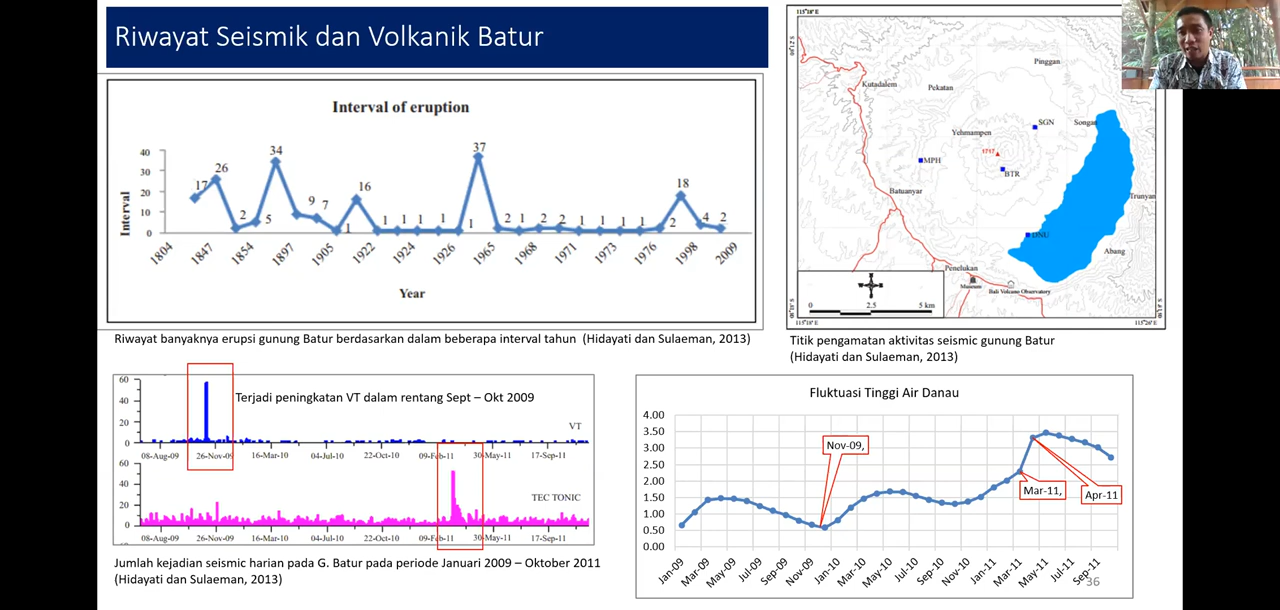 Riwayat Seismik dan Volkanik Batur
Interval of eruption
Interval
40
30
20
10
0
17
26
2
5
34
9
7
1
16
1
1
1
1
1
37
2
1
2
2
1
1
1
1
2
18
4
2
1804
1847
1854
1897
1905
1922
1924
1926
1965
1968
1971
1973
1976
1998
2009
Year
Riwayat banyaknya erupsi gunung Batur berdasarkan dalam beberapa interval tahun (Hidayati dan Sulaeman, 2013)
115°18' E
Pinggan
Kutadalem
Pekatan
SGN
Songan
Yehmampen
1717
MPH
BTR
Batuanyar
Trunyan
DNU
Abang
Penelukan
Museum
Bali Volcano Observatory
0
2.5
5 km
115°18' E
115°26' E
Titik pengamatan aktivitas seismic gunung Batur
(Hidayati dan Sulaeman, 2013)
60
40
20
0
Terjadi peningkatan VT dalam rentang Sept – Okt 2009
VT
08-Aug-09
26-Nov-09
16-Mar-10
04-Jul-10
22-Oct-10
09-Feb-11
30-May-11
17-Sep-11
60
40
20
0
TEC TONIC
08-Aug-09
26-Nov-09
16-Mar-10
04-Jul-10
22-Oct-10
09-Feb-11
30-May-11
17-Sep-11
Jumlah kejadian seismic harian pada G. Batur pada periode Januari 2009 – Oktober 2011
(Hidayati dan Sulaeman, 2013)
Fluktuasi Tinggi Air Danau
4.00
3.50
3.00
2.50
2.00
1.50
1.00
0.50
0.00
Nov-09,
Mar-11,
Apr-11
Jan-09
Mar-09
May-09
Jul-09
Sep-09
Nov-09
Jan-10
Mar-10
May-10
Jul-10
Sep-10
Nov-10
Jan-11
Mar-11
May-11
Jul-11
Sep-11
36